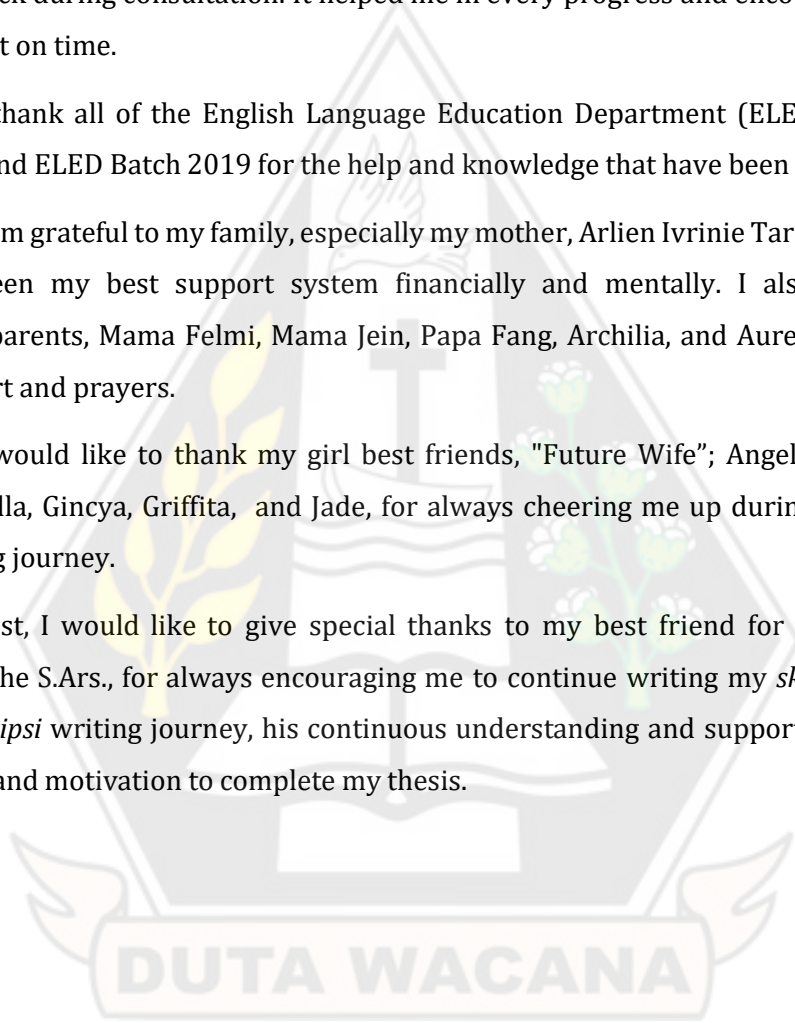 ck during consultation. It helped me in every progress and enco
t on time.
thank all of the English Language Education Department (ELE
nd ELED Batch 2019 for the help and knowledge that have been
m grateful to my family, especially my mother, Arlien Ivrinie Tar
een my best support system financially and mentally. I als
parents, Mama Felmi, Mama Jein, Papa Fang, Archilia, and Aure
rt and prayers.
would like to thank my girl best friends, "Future Wife”; Angel
lla, Gincya, Griffita, and Jade, for always cheering me up durin
g journey.
st, I would like to give special thanks to my best friend for
he S.Ars., for always encouraging me to continue writing my sk
ipsi writing journey, his continuous understanding and support
and motivation to complete my thesis.
DUTA WACANA